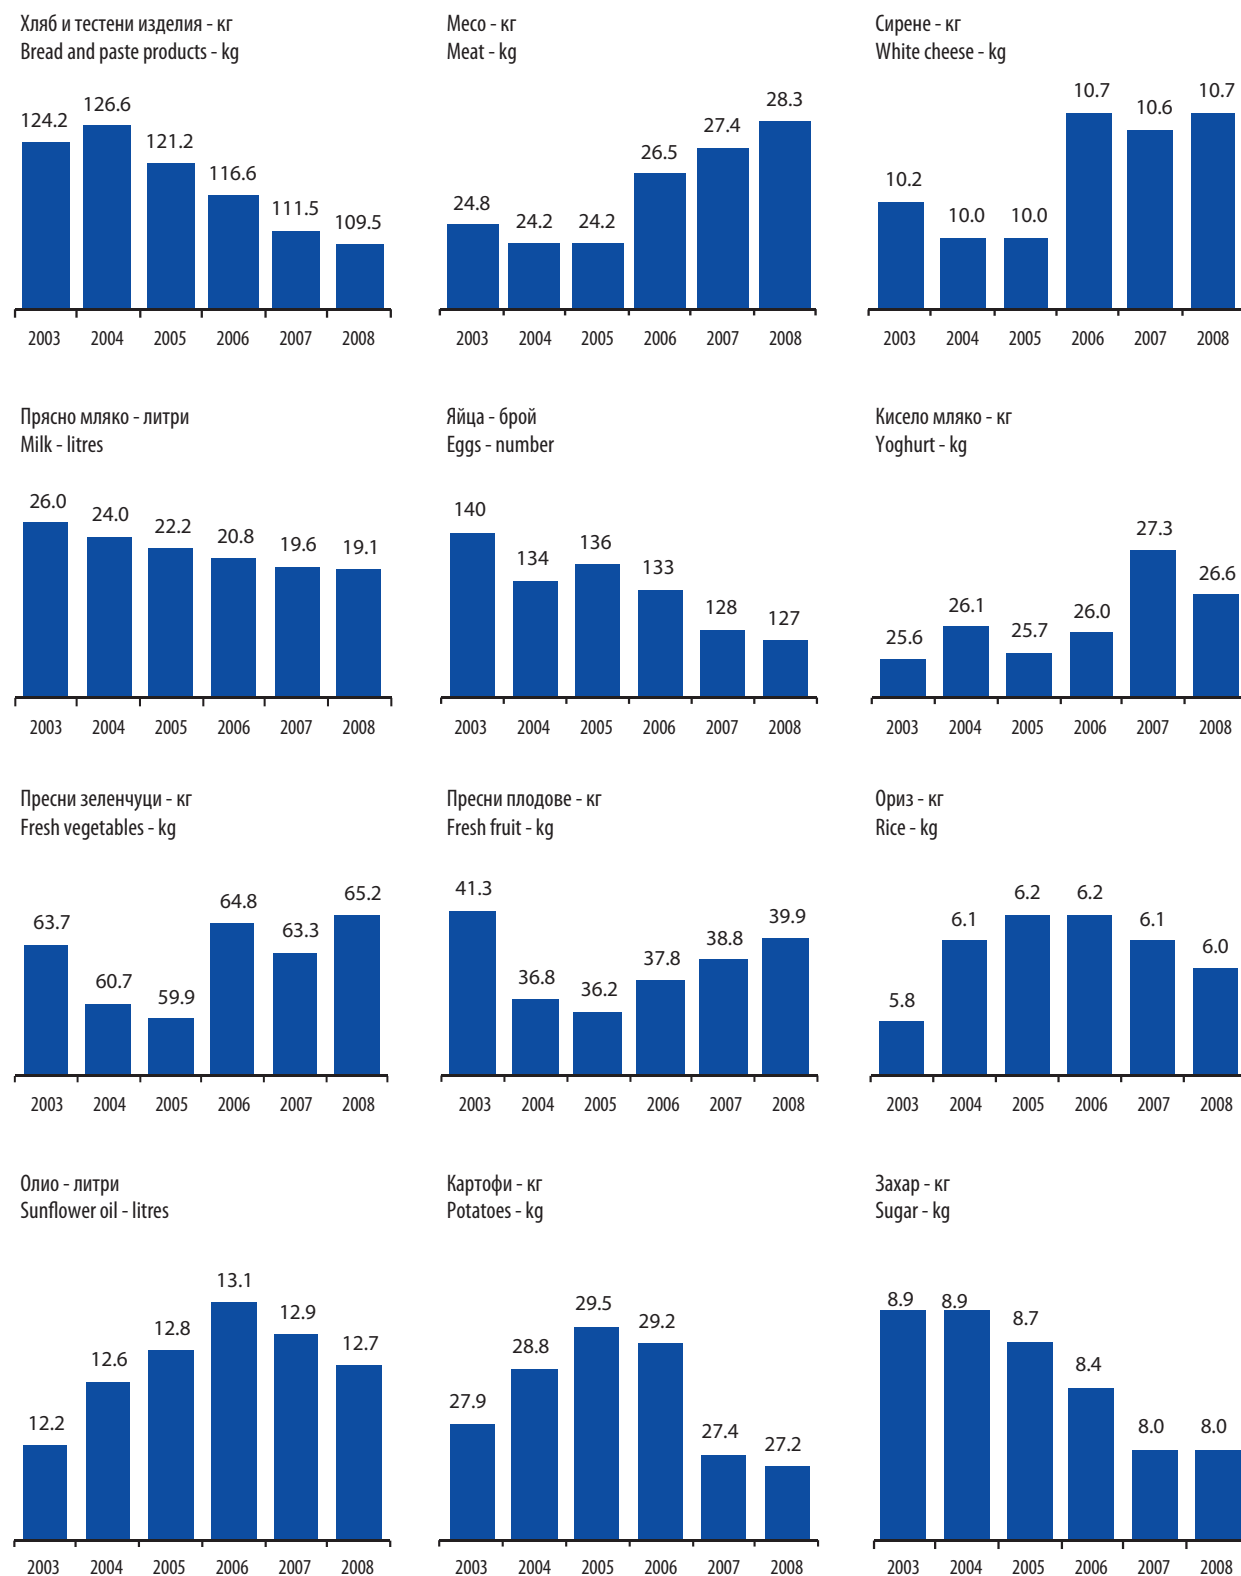 Хляб и тестени изделия - кг
Bread and paste products - kg
124.2 126.6 121.2 116.6 111.5 109.5
2003 2004 2005 2006 2007 2008
Месо - кг
Meat - kg
24.8 24.2 24.2 26.5 27.4 28.3
2003 2004 2005 2006 2007 2008
Сирене - кг
White cheese - kg
10.2 10.0 10.0 10.7 10.6 10.7
2003 2004 2005 2006 2007 2008
Прясно мляко - литри
Milk - litres
26.0 24.0 22.2 20.8 19.6 19.1
2003 2004 2005 2006 2007 2008
Яйца - брой
Eggs - number
140 134 136 133 128 127
2003 2004 2005 2006 2007 2008
Кисело мляко - кг
Yoghurt - kg
25.6 26.1 25.7 26.0 27.3 26.6
2003 2004 2005 2006 2007 2008
Пресни зеленчуци - кг
Fresh vegetables - kg
63.7 60.7 59.9 64.8 63.3 65.2
2003 2004 2005 2006 2007 2008
Пресни плодове - кг
Fresh fruit - kg
41.3 36.8 36.2 37.8 38.8 39.9
2003 2004 2005 2006 2007 2008
Ориз - кг
Rice - kg
5.8 6.1 6.2 6.2 6.1 6.0
2003 2004 2005 2006 2007 2008
Олио - литри
Sunflower oil - litres
12.2 12.6 12.8 13.1 12.9 12.7
2003 2004 2005 2006 2007 2008
Картофи - кг
Potatoes - kg
27.9 28.8 29.5 29.2 27.4 27.2
2003 2004 2005 2006 2007 2008
Захар - кг
Sugar - kg
8.9 8.9 8.7 8.4 8.0 8.0
2003 2004 2005 2006 2007 2008